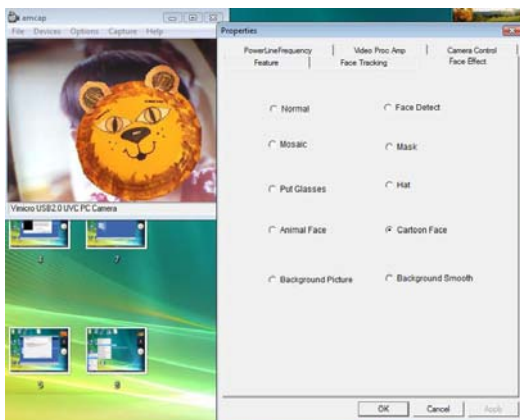 amcap
File Devices Options Capture Help
Vimicro USB2.0 UVC PC Camera
Properties
PowerLineFrequency Video Proc Amp Camera Control
Feature Face Tracking Face Effect
Normal Face Detect
Mosaic Mask
Put Glasses Hat
Animal Face Cartoon Face
Background Picture Background Smooth
OK Cancel Apply